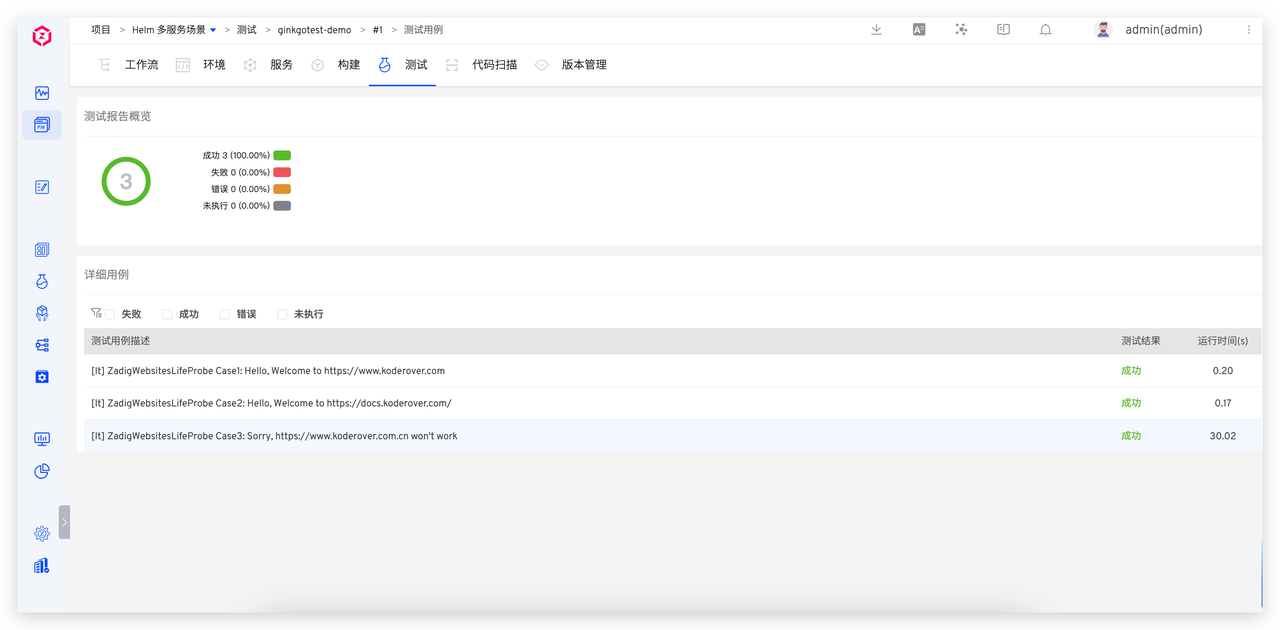 项目 > Helm 多服务场景 > 测试 > ginkgotest-demo > #1 > 测试用例
admin(admin)
工作流 环境 服务 构建 测试 代码扫描 版本管理
测试报告概览
3
成功 3 (100.00%)
失败 0 (0.00%)
错误 0 (0.00%)
未执行 0 (0.00%)
详细用例
失败 成功 错误 未执行
测试用例描述 测试结果 运行时间(s)
[It] ZadigWebsitesLifeProbe Case1: Hello, Welcome to https://www.koderover.com 成功 0.20
[It] ZadigWebsitesLifeProbe Case2: Hello, Welcome to https://docs.koderover.com/ 成功 0.17
[It] ZadigWebsitesLifeProbe Case3: Sorry, https://www.koderover.com.cn won't work 成功 30.02